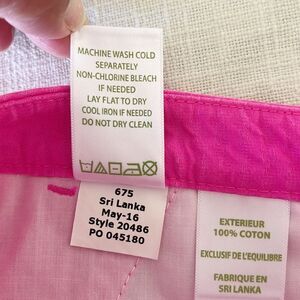 MACHINE WASH COLD
SEPARATELY
NON-CHLORINE BLEACH
IF NEEDED
LAY FLAT TO DRY
COOL IRON IF NEEDED
DO NOT DRY CLEAN
675
Sri Lanka
May-16
Style 20486
PO 045180
EXTERIEUR
100% COTON
EXCLUSIF DE L'EQUILIBRE
FABRIQUE EN
SRI LANKA